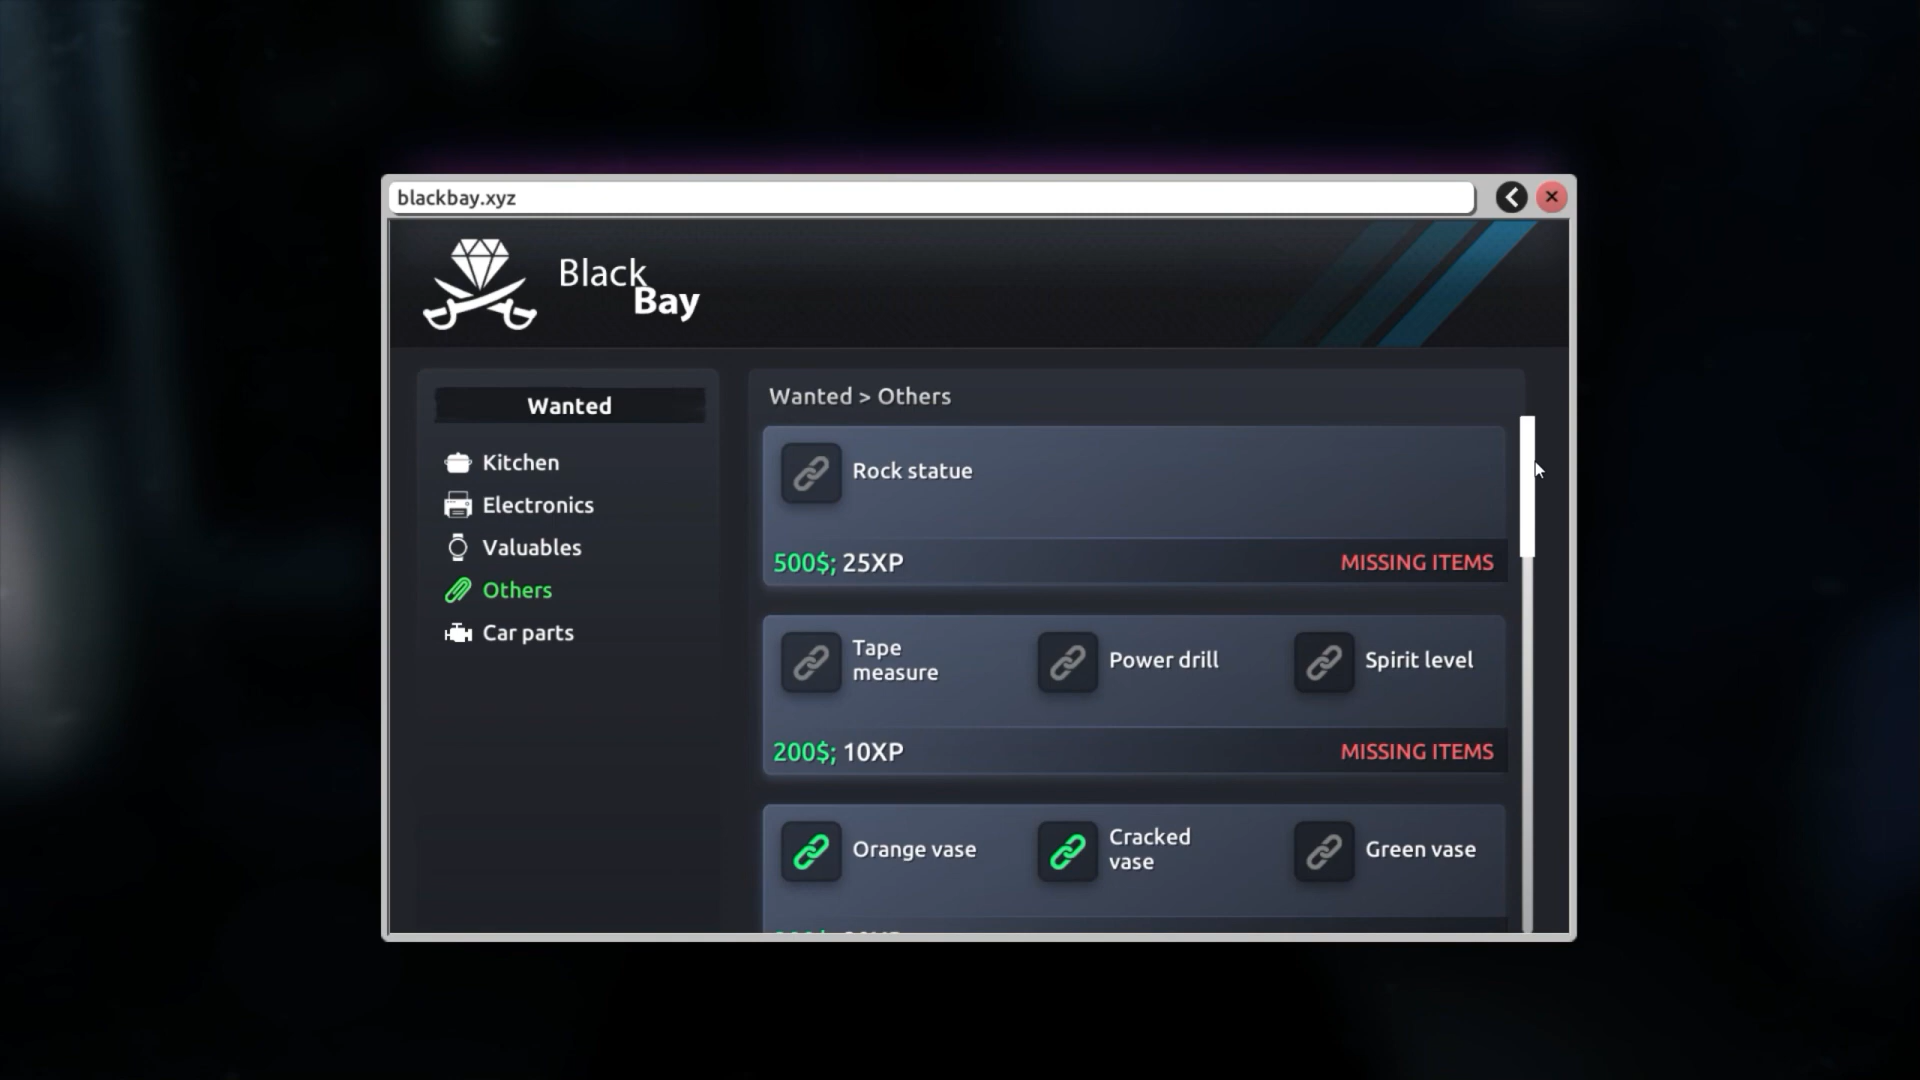 blackbay.xyz
Black
Bay
Wanted
Kitchen
Electronics
Valuables
Others
Car parts
Wanted > Others
Rock statue
500$; 25XP
MISSING ITEMS
Tape
measure
Power drill
Spirit level
200$; 10XP
MISSING ITEMS
Orange vase
Cracked
vase
Green vase